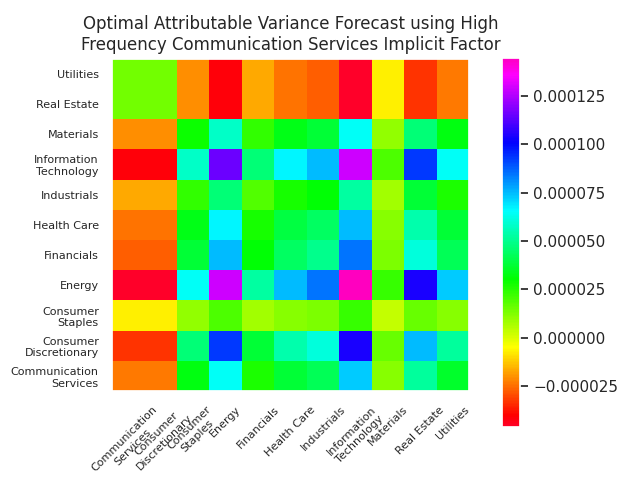 Optimal Attributable Variance Forecast using High
Frequency Communication Services Implicit Factor
Utilities
Real Estate
Materials
Information
Technology
Industrials
Health Care
Financials
Energy
Consumer
Staples
Consumer
Discretionary
Communication
Services
Communication
Services
Consumer
Discretionary
Consumer
Staples
Energy
Financials
Health Care
Industrials
Information
Technology
Materials
Real Estate
Utilities
0.000125
0.000100
0.000075
0.000050
0.000025
0.000000
−0.000025